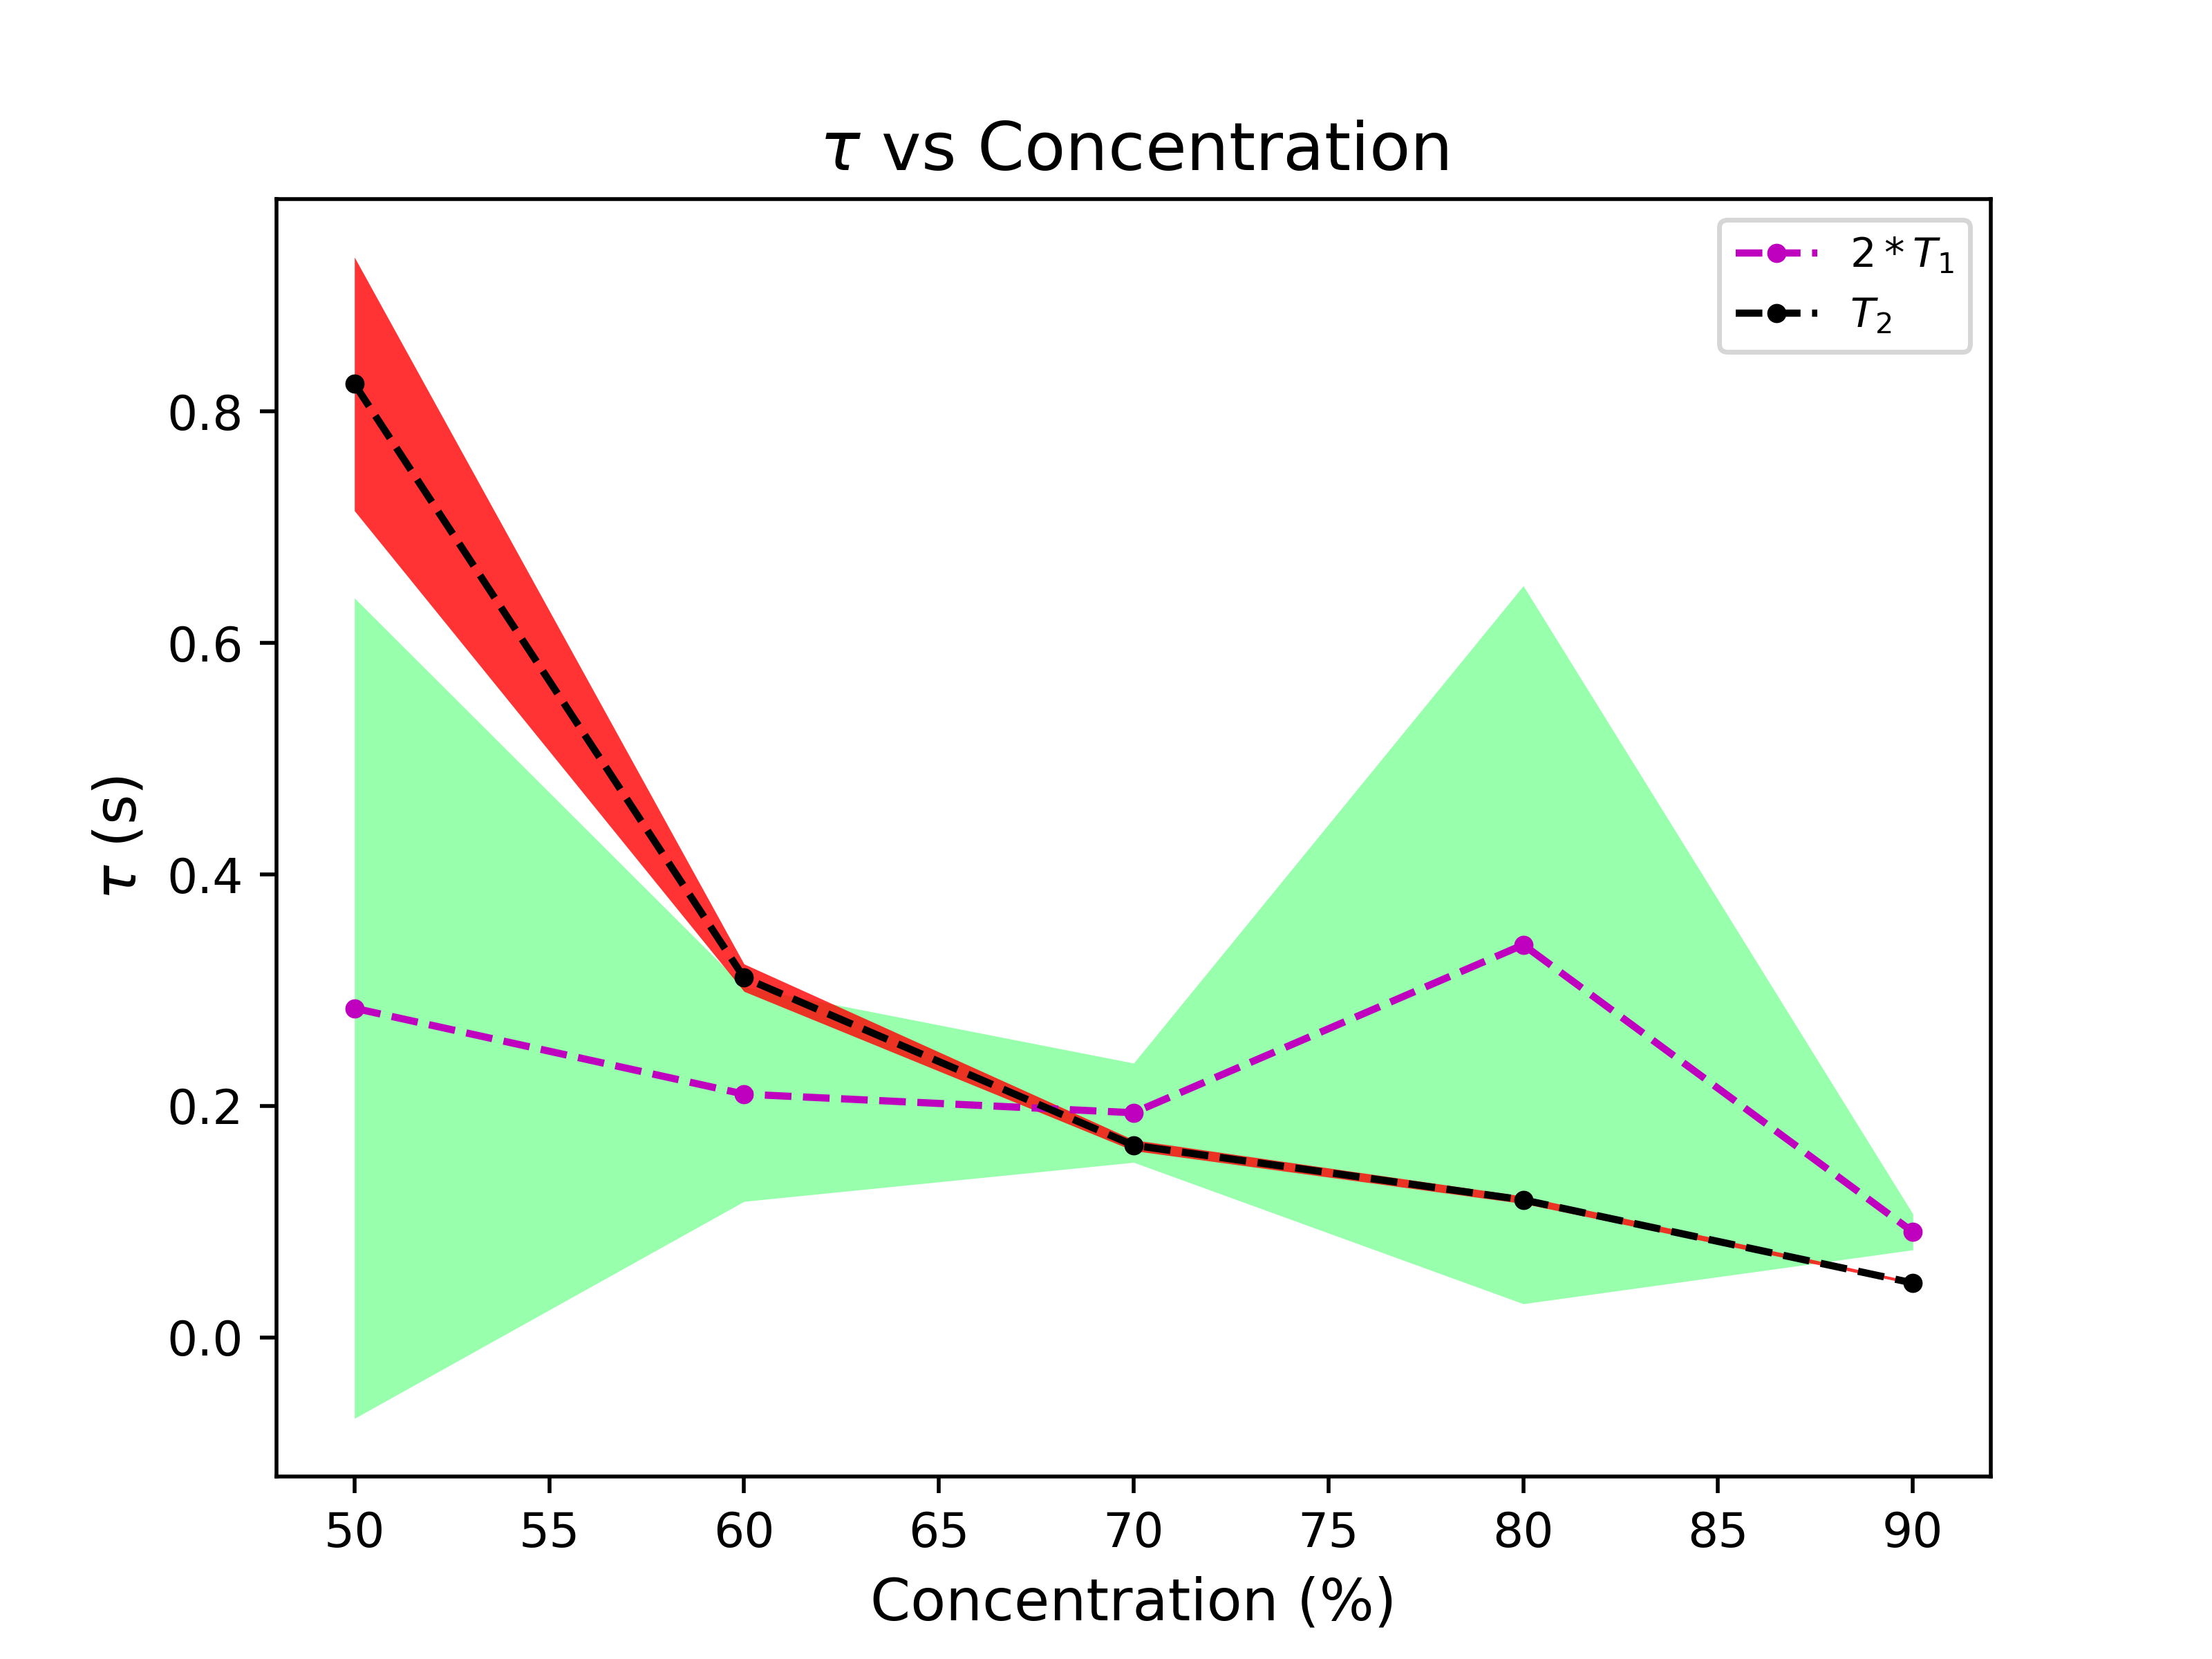 τ vs Concentration
2 * T₁
T₂
τ (s)
0.8
0.6
0.4
0.2
0.0
50 55 60 65 70 75 80 85 90
Concentration (%)